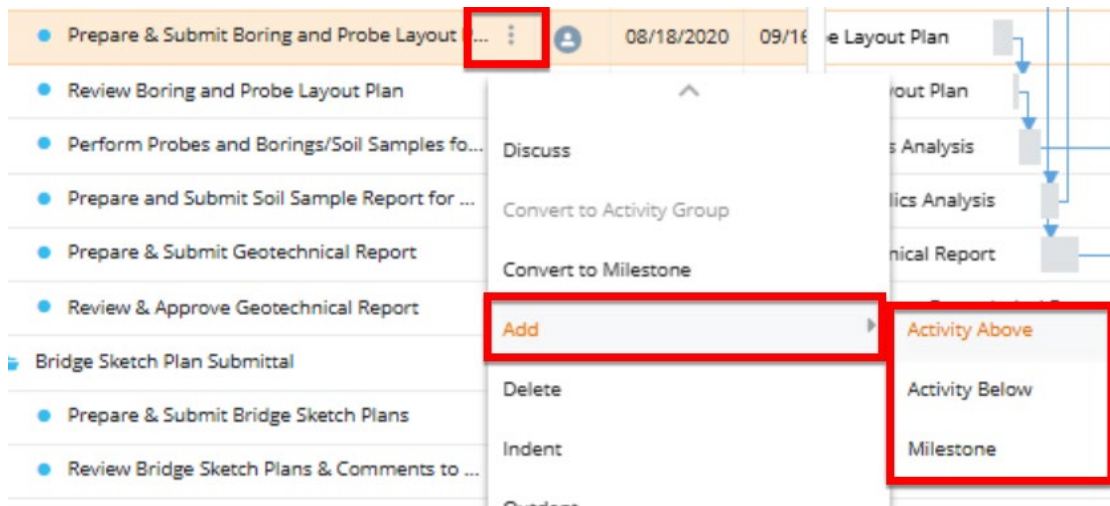 Prepare & Submit Boring and Probe Layout P... 08/18/2020 09/16 e Layout Plan
Review Boring and Probe Layout Plan out Plan
Perform Probes and Borings/Soil Samples fo... Discuss s Analysis
Prepare and Submit Soil Sample Report for ... Convert to Activity Group lics Analysis
Prepare & Submit Geotechnical Report Convert to Milestone nical Report
Review & Approve Geotechnical Report Add Activity Above
Bridge Sketch Plan Submittal
Delete Activity Below
Prepare & Submit Bridge Sketch Plans
Indent Milestone
Review Bridge Sketch Plans & Comments to ...